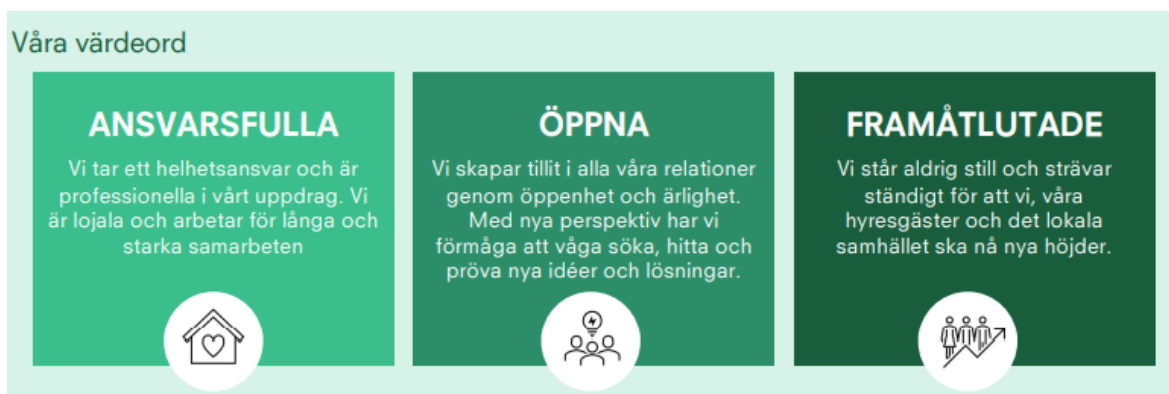 Våra värdeord
ANSVARSFULLA
Vi tar ett helhetsansvar och är
professionella i vårt uppdrag. Vi
är lojala och arbetar för långa och
starka samarbeten
ÖPPNA
Vi skapar tillit i alla våra relationer
genom öppenhet och ärlighet.
Med nya perspektiv har vi
förmåga att våga söka, hitta och
pröva nya idéer och lösningar.
FRAMÅTLUTADE
Vi står aldrig still och strävar
ständigt för att vi, våra
hyresgäster och det lokala
samhället ska nå nya höjder.